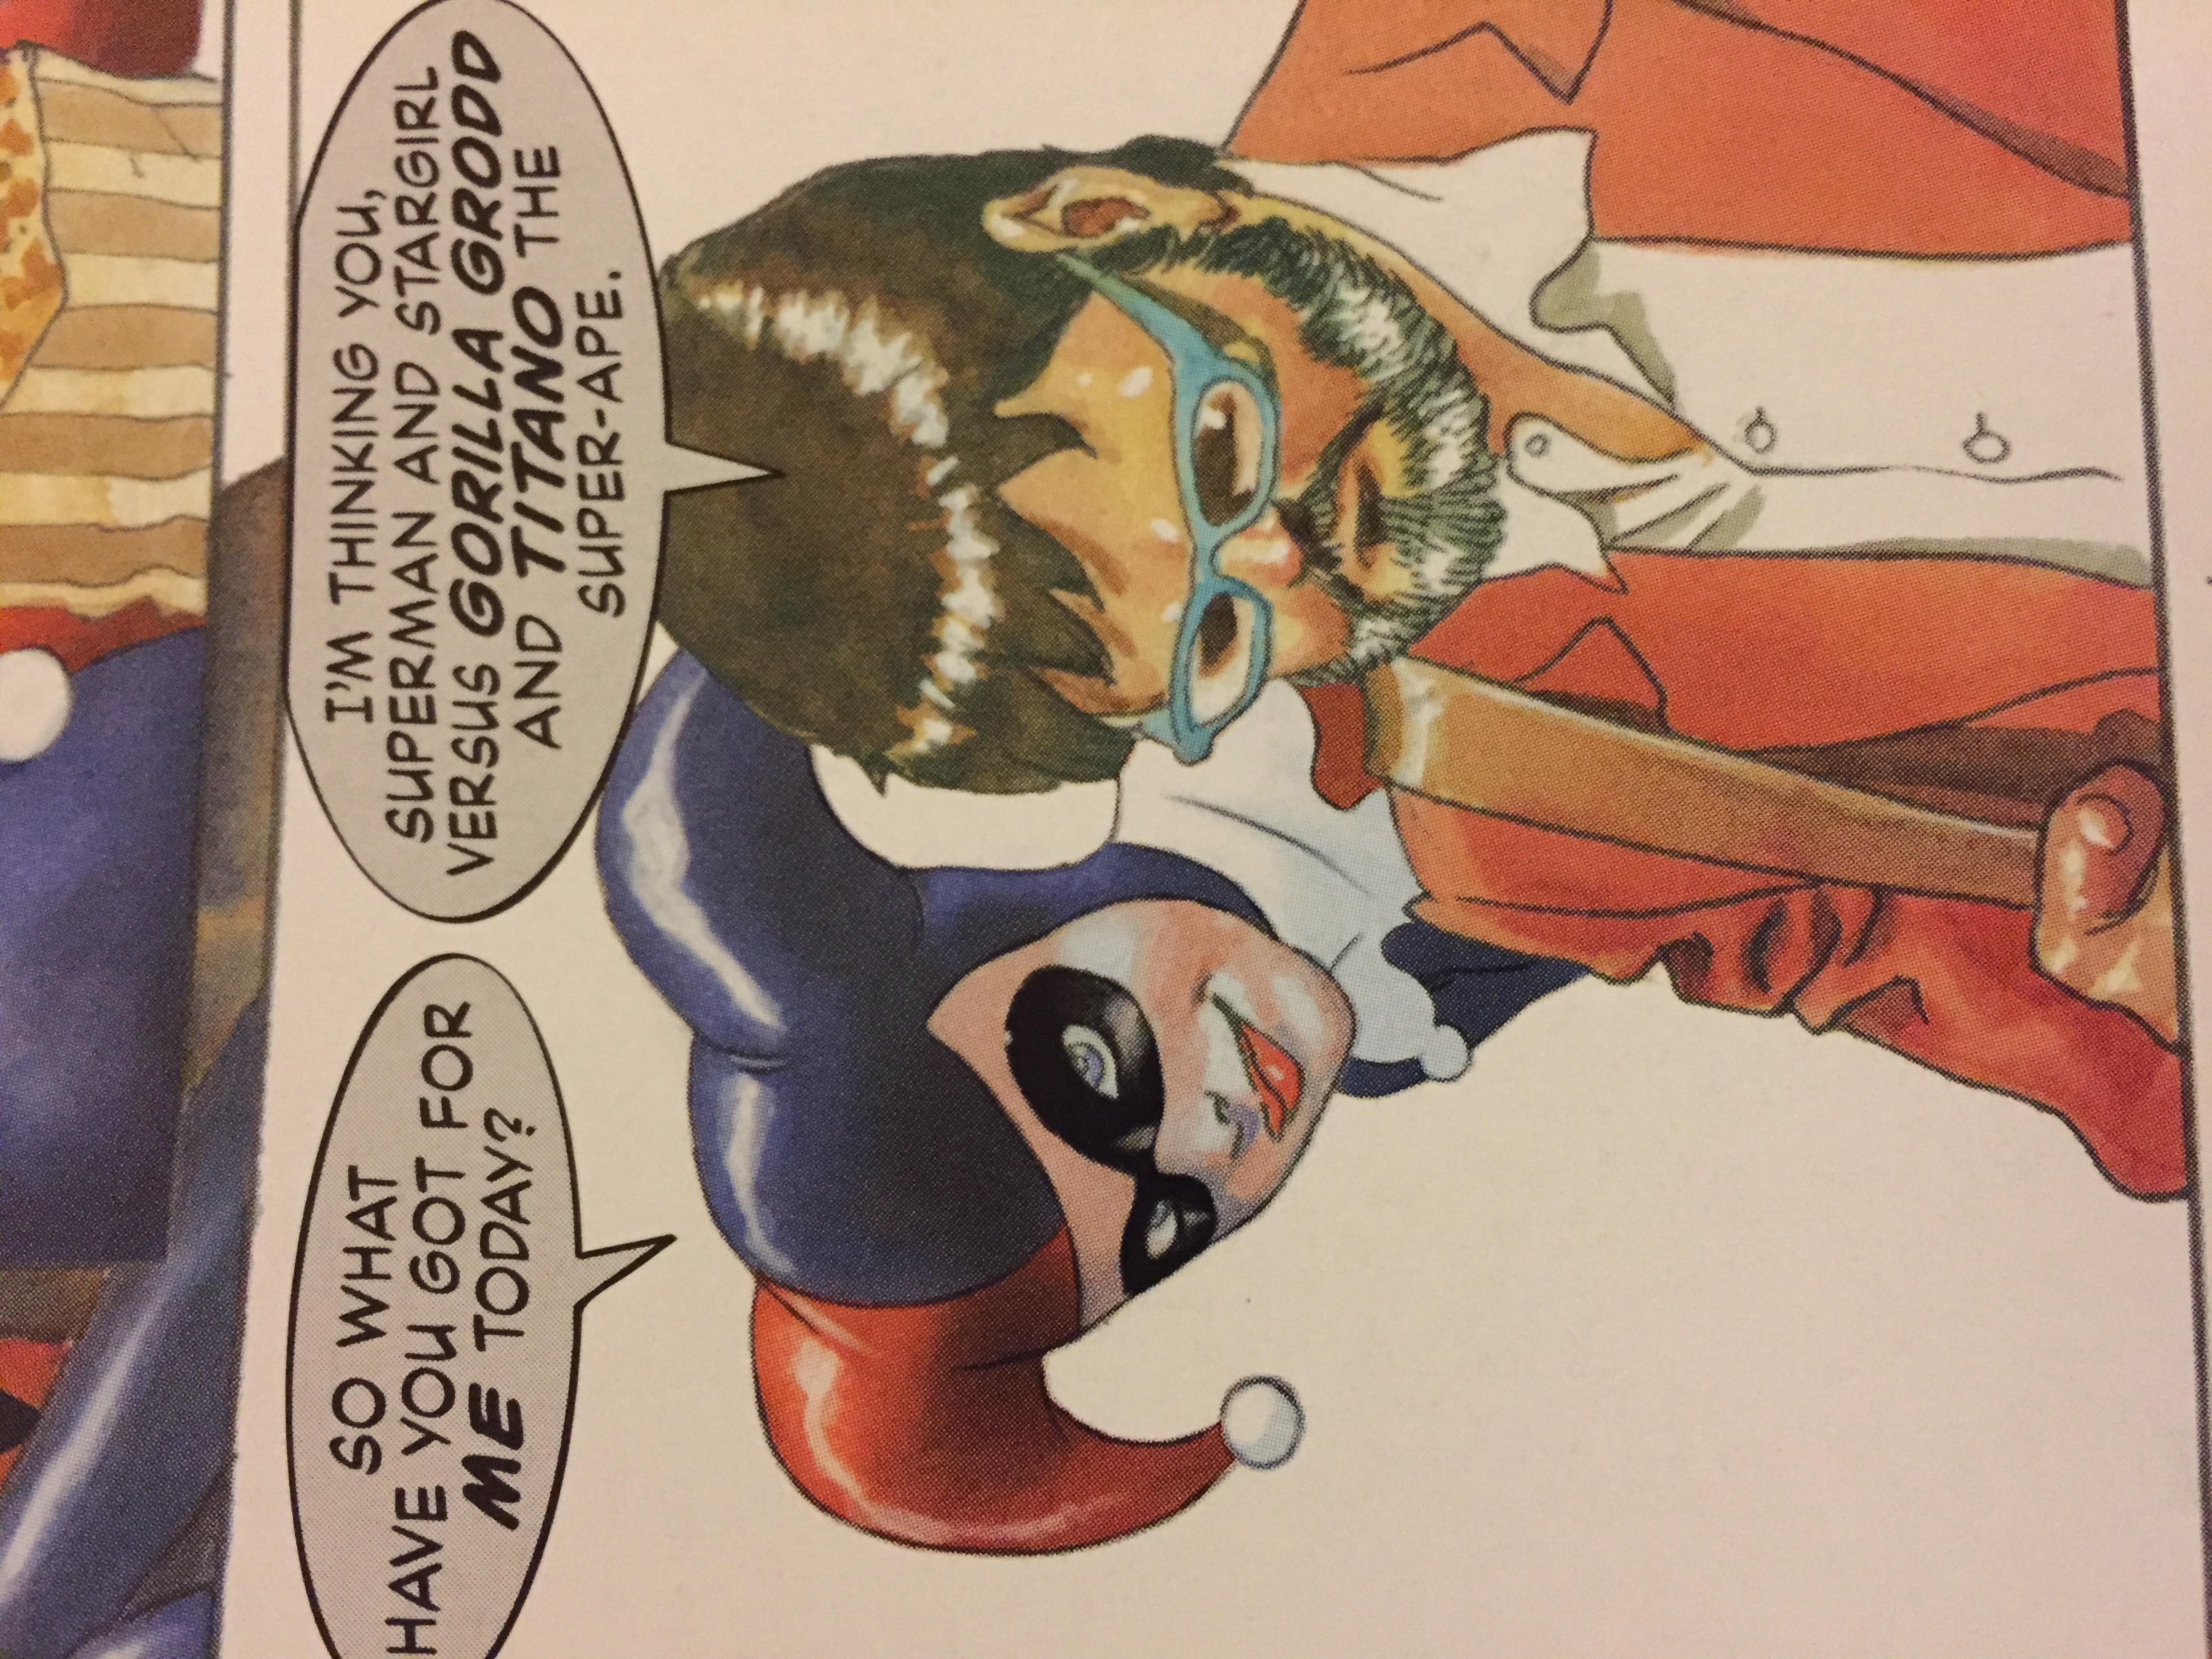 SO WHAT
HAVE YOU GOT FOR
ME TODAY?
I'M THINKING YOU,
SUPERMAN AND STARGIRL
VERSUS GORILLA GRODD
AND TITANO THE
SUPER-APE.